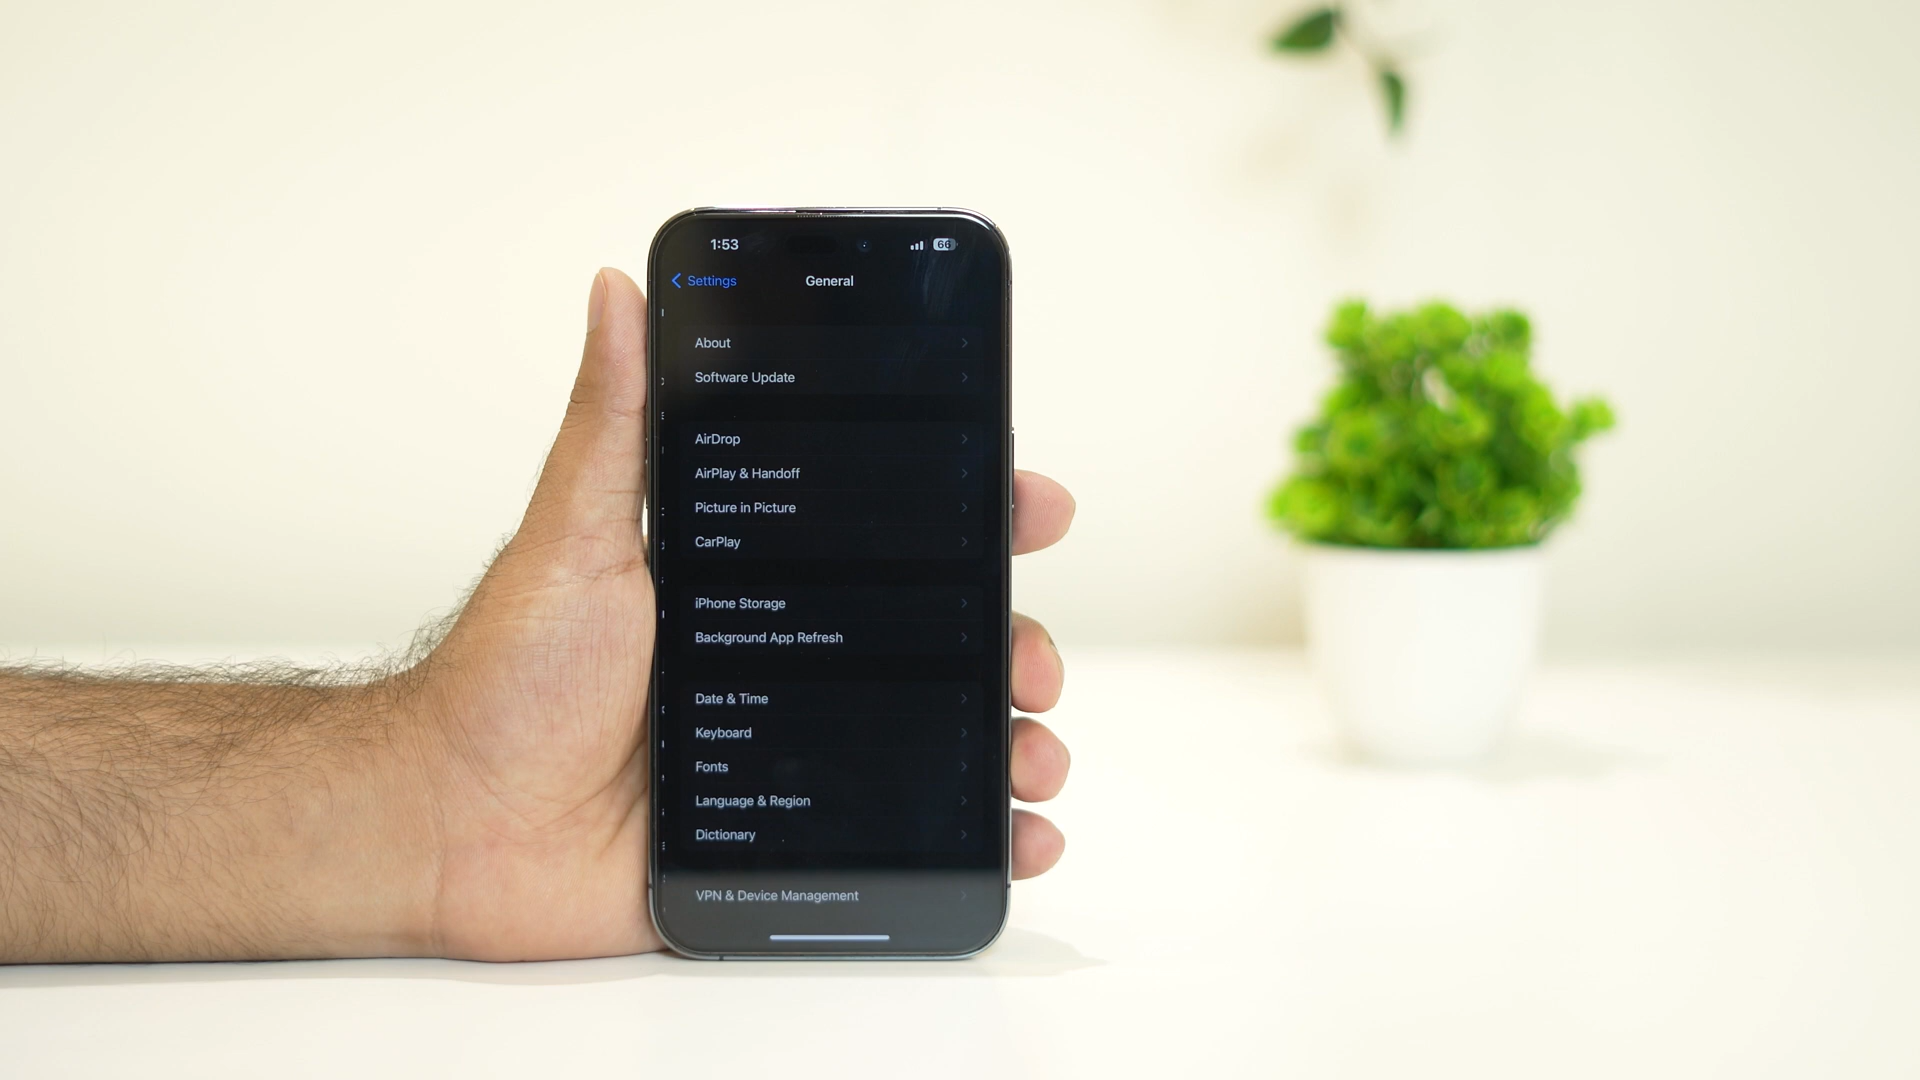 1:53
66
Settings
General
About
Software Update
AirDrop
AirPlay & Handoff
Picture in Picture
CarPlay
iPhone Storage
Background App Refresh
Date & Time
Keyboard
Fonts
Language & Region
Dictionary
VPN & Device Management